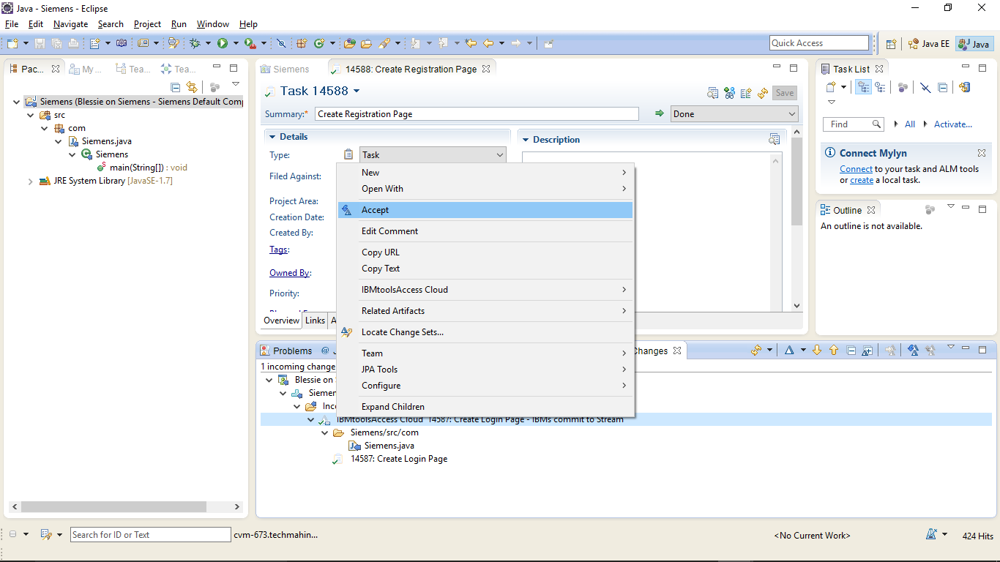 Java - Siemens - Eclipse
File Edit Navigate Search Project Run Window Help
Quick Access
Java EE
Java
Pac...
My ...
Tea...
Tea...
Siemens (Blessie on Siemens - Siemens Default Comp
src
com
Siemens.java
Siemens
main(String[]) : void
JRE System Library [JavaSE-1.7]
Siemens
14588: Create Registration Page
Task 14588
Save
Summary:*
Create Registration Page
Done
Details
Type:
Task
Filed Against:
Project Area:
Creation Date:
Created By:
Tags:
Owned By:
Priority:
Overview
Links
Description
New
Open With
Accept
Edit Comment
Copy URL
Copy Text
IBMtoolsAccess Cloud
Related Artifacts
Locate Change Sets...
Team
JPA Tools
Configure
Expand Children
Problems
@ J
Changes
1 incoming change
Blessie on
Siemen
Inc
IBMtoolsAccess Cloud 14587: Create Login Page - IBMs commit to Stream
Siemens/src/com
Siemens.java
14587: Create Login Page
Task List
Find
All
Activate...
Connect Mylyn
Connect to your task and ALM tools
or create a local task.
Outline
An outline is not available.
Search for ID or Text
cvm-673.techmahin...
<No Current Work>
424 Hits